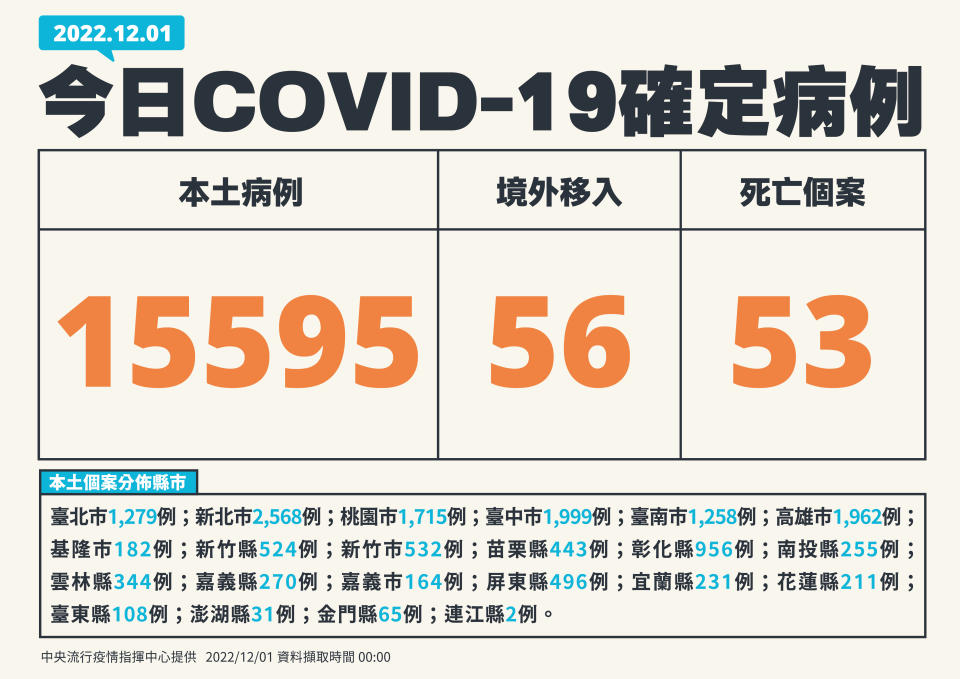 2022.12.01
今日COVID-19確定病例
本土病例
境外移入
死亡個案
15595
56
53
本土個案分佈縣市
臺北市1,279例；新北市2,568例；桃園市1,715例；臺中市1,999例；臺南市1,258例；高雄市1,962例；
基隆市182例；新竹縣524例；新竹市532例；苗栗縣443例；彰化縣956例；南投縣255例；
雲林縣344例；嘉義縣270例；嘉義市164例；屏東縣496例；宜蘭縣231例；花蓮縣211例；
臺東縣108例；澎湖縣31例；金門縣65例；連江縣2例。
中央流行疫情指揮中心提供 2022/12/01 資料擷取時間 00:00